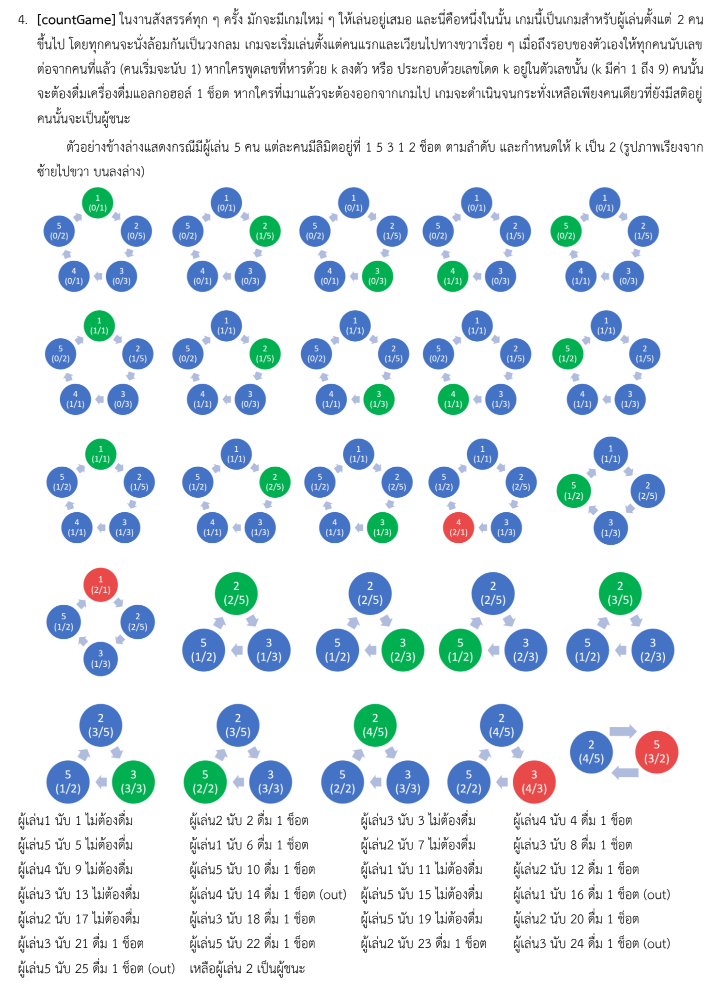 4. [countGame] ในงานสังสรรค์ทุก ๆ ครั้ง มักจะมีเกมใหม่ ๆ ให้เล่นอยู่เสมอ และนี่คือหนึ่งในนั้น เกมนี้เป็นเกมสำหรับผู้เล่นตั้งแต่ 2 คน
ขึ้นไป โดยทุกคนจะนั่งล้อมกันเป็นวงกลม เกมจะเริ่มเล่นตั้งแต่คนแรกและเวียนไปทางขวาเรื่อย ๆ เมื่อถึงรอบของตัวเองให้ทุกคนนับเลข
ต่อจากคนที่แล้ว (คนเริ่มจะนับ 1) หากใครพูดเลขที่หารด้วย k ลงตัว หรือ ประกอบด้วยเลขโดด k อยู่ในตัวเลขนั้น (k มีค่า 1 ถึง 9) คนนั้น
จะต้องดื่มเครื่องดื่มแอลกอฮอล์ 1 ช็อต หากใครที่เมาแล้วจะต้องออกจากเกมไป เกมจะดำเนินจนกระทั่งเหลือเพียงคนเดียวที่ยังมีสติอยู่
คนนั้นจะเป็นผู้ชนะ
ตัวอย่างข้างล่างแสดงกรณีมีผู้เล่น 5 คน แต่ละคนมีลิมิตอยู่ที่ 1 5 3 1 2 ช็อต ตามลำดับ และกำหนดให้ k เป็น 2 (รูปภาพเรียงจาก
ซ้ายไปขวา บนลงล่าง)
1 (0/1) 1 (0/1) 1 (0/1) 1 (0/1) 1 (0/1)
5 (0/2) 2 (0/5) 5 (0/2) 2 (1/5) 5 (0/2) 2 (1/5) 5 (0/2) 2 (1/5) 5 (0/2) 2 (1/5)
4 (0/1) 3 (0/3) 4 (0/1) 3 (0/3) 4 (0/1) 3 (0/3) 4 (1/1) 3 (0/3) 4 (1/1) 3 (0/3)
1 (1/1) 1 (1/1) 1 (1/1) 1 (1/1) 1 (1/1)
5 (0/2) 2 (1/5) 5 (0/2) 2 (1/5) 5 (0/2) 2 (1/5) 5 (0/2) 2 (1/5) 5 (1/2) 2 (1/5)
4 (1/1) 3 (0/3) 4 (1/1) 3 (0/3) 4 (1/1) 3 (1/3) 4 (1/1) 3 (1/3) 4 (1/1) 3 (1/3)
1 (1/1) 1 (1/1) 1 (1/1) 1 (1/1) 1 (1/1)
5 (1/2) 2 (1/5) 5 (1/2) 2 (2/5) 5 (1/2) 2 (2/5) 5 (1/2) 2 (2/5) 5 (1/2) 2 (2/5)
4 (1/1) 3 (1/3) 4 (1/1) 3 (1/3) 4 (1/1) 3 (1/3) 4 (2/1) 3 (1/3) 3 (1/3)
1 (2/1) 2 (2/5) 2 (2/5) 2 (2/5) 2 (3/5)
5 (1/2) 2 (2/5)
3 (1/3) 5 (1/2) 3 (1/3) 5 (1/2) 3 (2/3) 5 (1/2) 3 (2/3) 5 (1/2) 3 (2/3)
2 (3/5) 2 (3/5) 2 (4/5) 2 (4/5) 2 (4/5) 5 (3/2)
5 (1/2) 3 (3/3) 5 (2/2) 3 (3/3) 5 (2/2) 3 (3/3) 5 (2/2) 3 (4/3)
ผู้เล่น1 นับ 1 ไม่ต้องดื่ม ผู้เล่น2 นับ 2 ดื่ม 1 ช็อต ผู้เล่น3 นับ 3 ไม่ต้องดื่ม ผู้เล่น4 นับ 4 ดื่ม 1 ช็อต
ผู้เล่น5 นับ 5 ไม่ต้องดื่ม ผู้เล่น1 นับ 6 ดื่ม 1 ช็อต ผู้เล่น2 นับ 7 ไม่ต้องดื่ม ผู้เล่น3 นับ 8 ดื่ม 1 ช็อต
ผู้เล่น4 นับ 9 ไม่ต้องดื่ม ผู้เล่น5 นับ 10 ดื่ม 1 ช็อต ผู้เล่น1 นับ 11 ไม่ต้องดื่ม ผู้เล่น2 นับ 12 ดื่ม 1 ช็อต
ผู้เล่น3 นับ 13 ไม่ต้องดื่ม ผู้เล่น4 นับ 14 ดื่ม 1 ช็อต (out) ผู้เล่น5 นับ 15 ไม่ต้องดื่ม ผู้เล่น1 นับ 16 ดื่ม 1 ช็อต (out)
ผู้เล่น2 นับ 17 ไม่ต้องดื่ม ผู้เล่น3 นับ 18 ดื่ม 1 ช็อต ผู้เล่น5 นับ 19 ไม่ต้องดื่ม ผู้เล่น2 นับ 20 ดื่ม 1 ช็อต
ผู้เล่น3 นับ 21 ดื่ม 1 ช็อต ผู้เล่น5 นับ 22 ดื่ม 1 ช็อต ผู้เล่น2 นับ 23 ดื่ม 1 ช็อต ผู้เล่น3 นับ 24 ดื่ม 1 ช็อต (out)
ผู้เล่น5 นับ 25 ดื่ม 1 ช็อต (out) เหลือผู้เล่น 2 เป็นผู้ชนะ